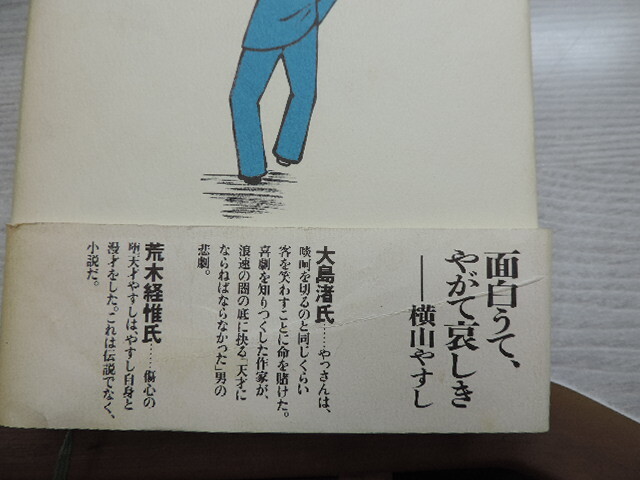 面白うて、
やがて哀しき
――横山やすし
大島渚氏……やっさんは、
啖呵を切るのと同じくらい
客を笑わすことに命を賭けた。
喜劇を知りつくした作家が、
浪速の闇の底に抉る「天才に
ならねばならなかった」男の
悲劇。
荒木経惟氏……傷心の
堕天才やすしは、やすし自身と
漫才をした。これは伝説でなく、
小説だ。